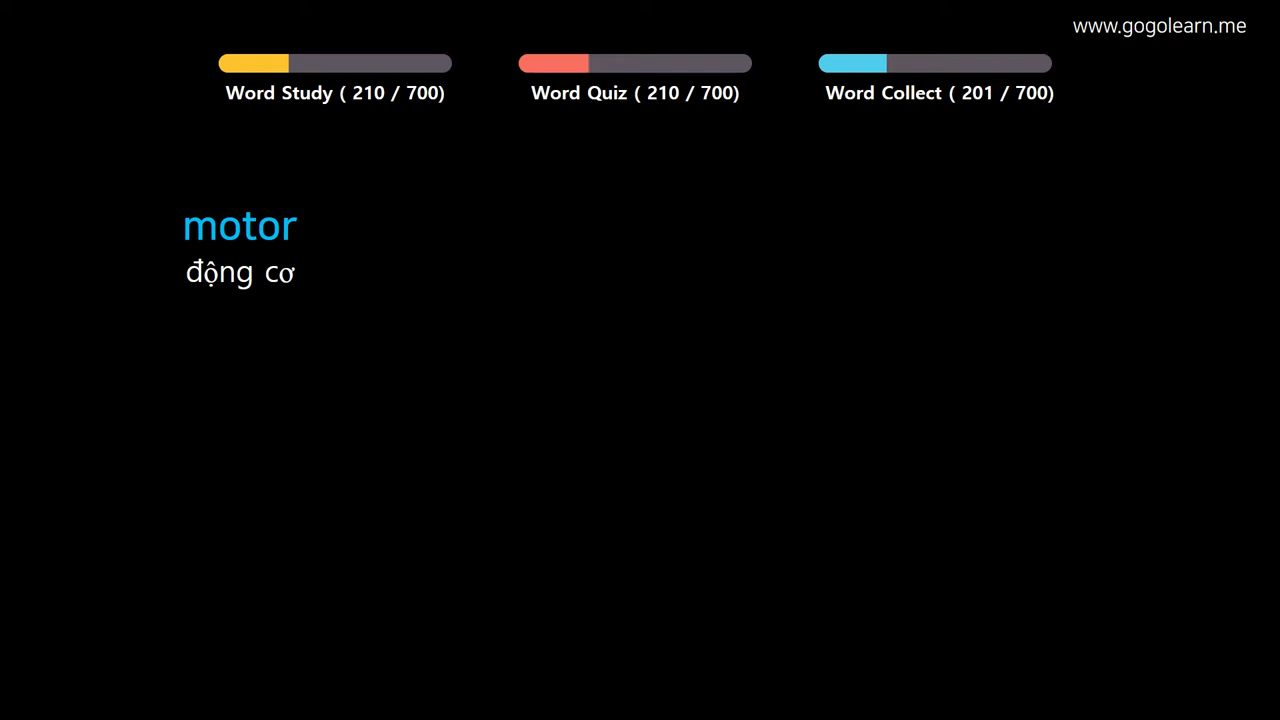 www.gogolearn.me
Word Study ( 210 / 700)
Word Quiz ( 210 / 700)
Word Collect ( 201 / 700)
motor
động cơ